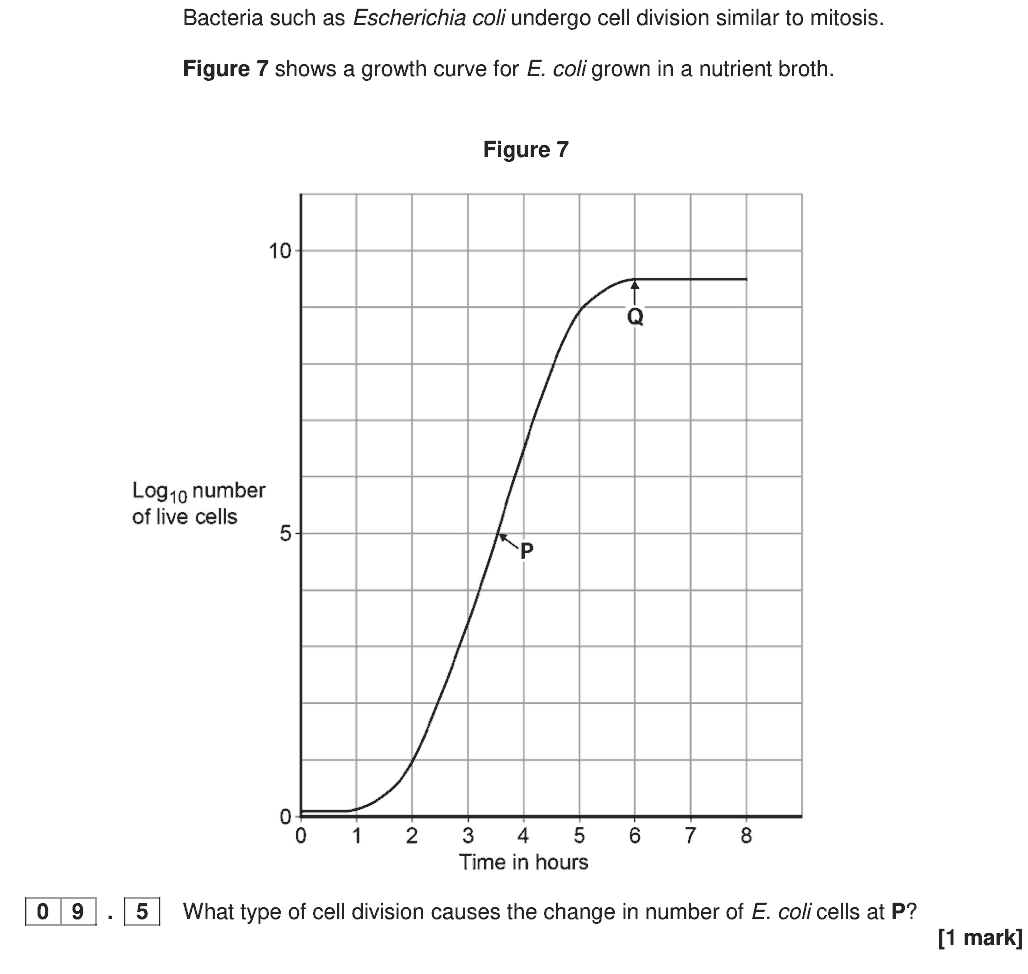 Bacteria such as Escherichia coli undergo cell division similar to mitosis.
Figure 7 shows a growth curve for E. coli grown in a nutrient broth.
Figure 7
10
Q
Log10 number
of live cells
5
P
0
0 1 2 3 4 5 6 7 8
Time in hours
0 9 . 5 What type of cell division causes the change in number of E. coli cells at P?
[1 mark]